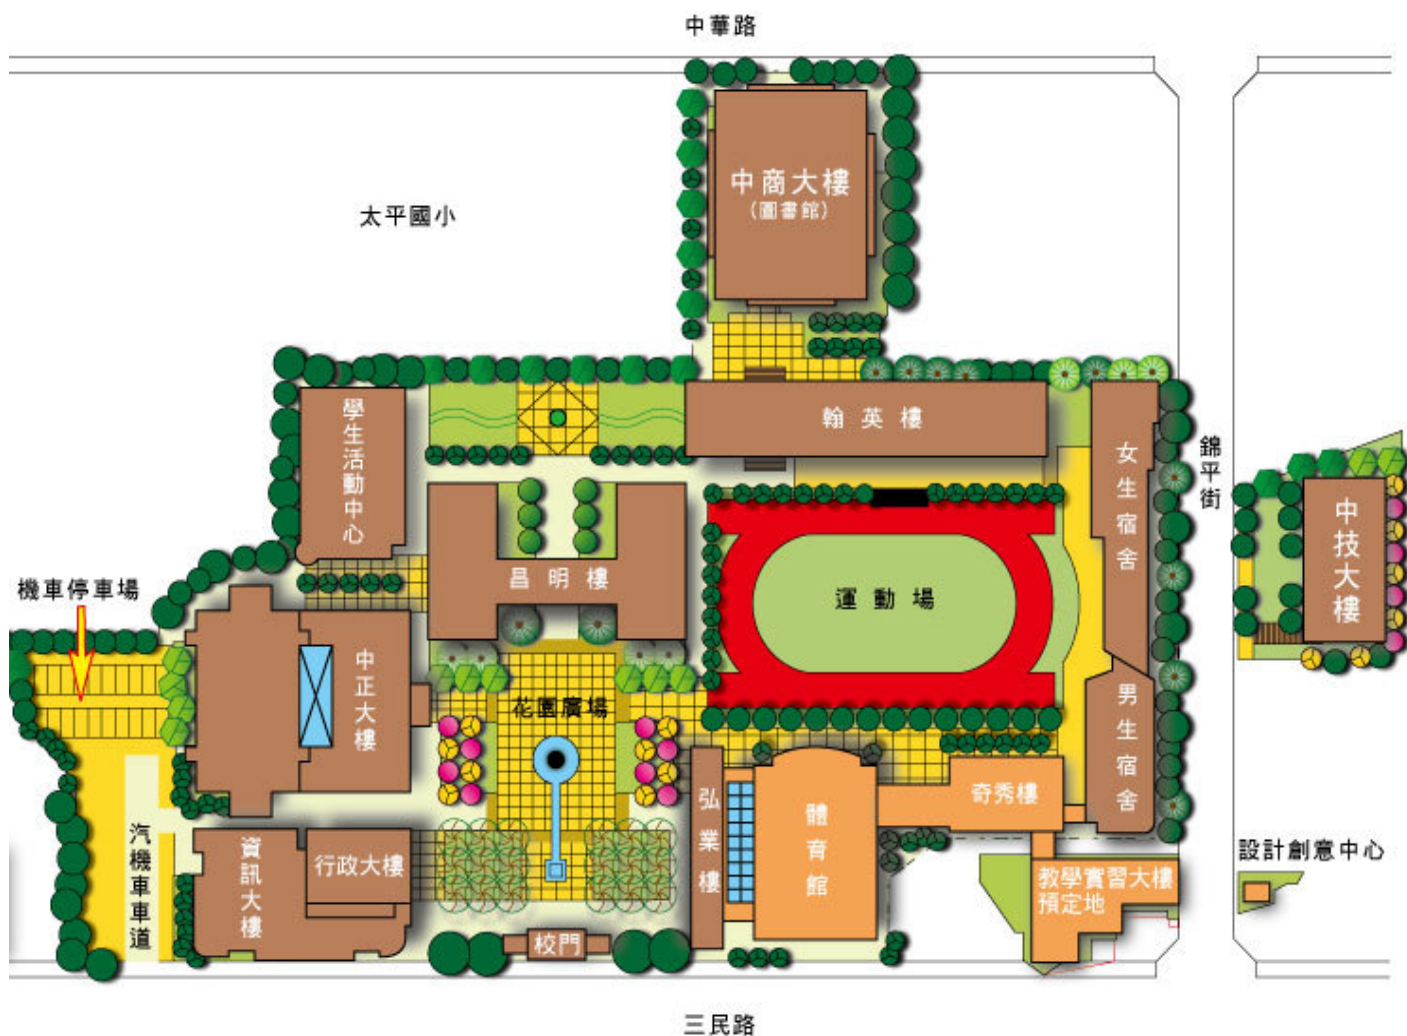 中華路
中商大樓
(圖書館)
太平國小
翰英樓
學生活動中心
女生宿舍
錦平街
中技大樓
昌明樓
運動場
機車停車場
中正大樓
花園廣場
男生宿舍
弘業樓
體育館
奇秀樓
汽機車車道
資訊大樓
行政大樓
設計創意中心
教學實習大樓
預定地
校門
三民路